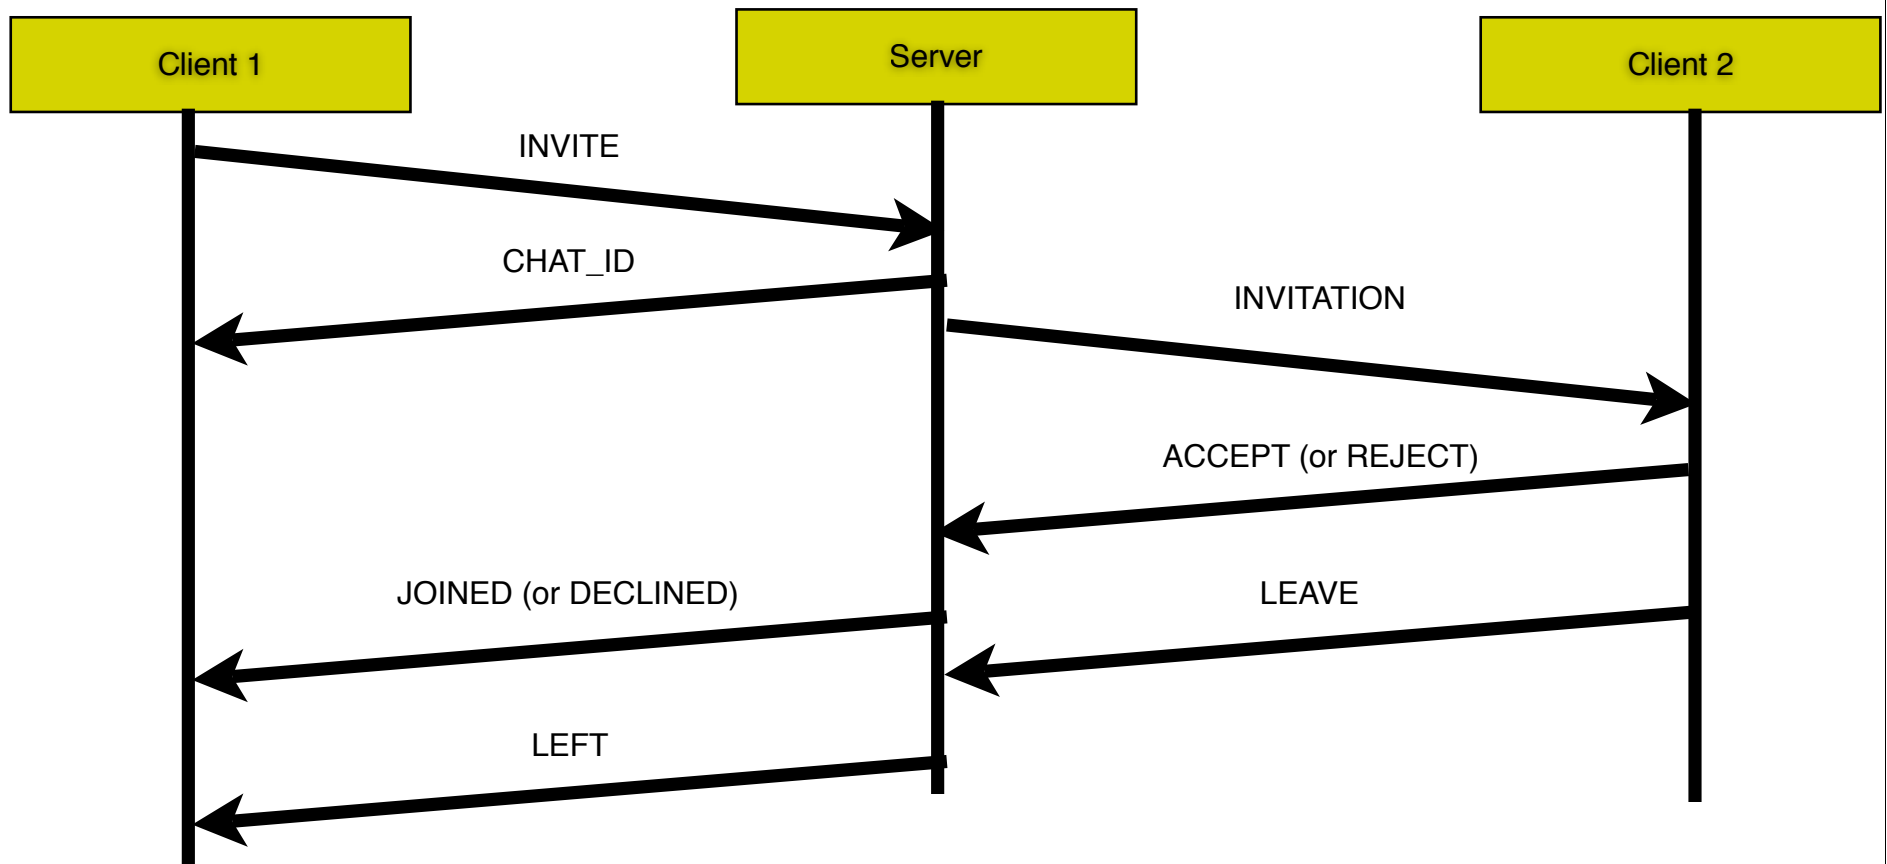 Client 1
Server
Client 2
INVITE
CHAT_ID
INVITATION
ACCEPT (or REJECT)
JOINED (or DECLINED)
LEAVE
LEFT